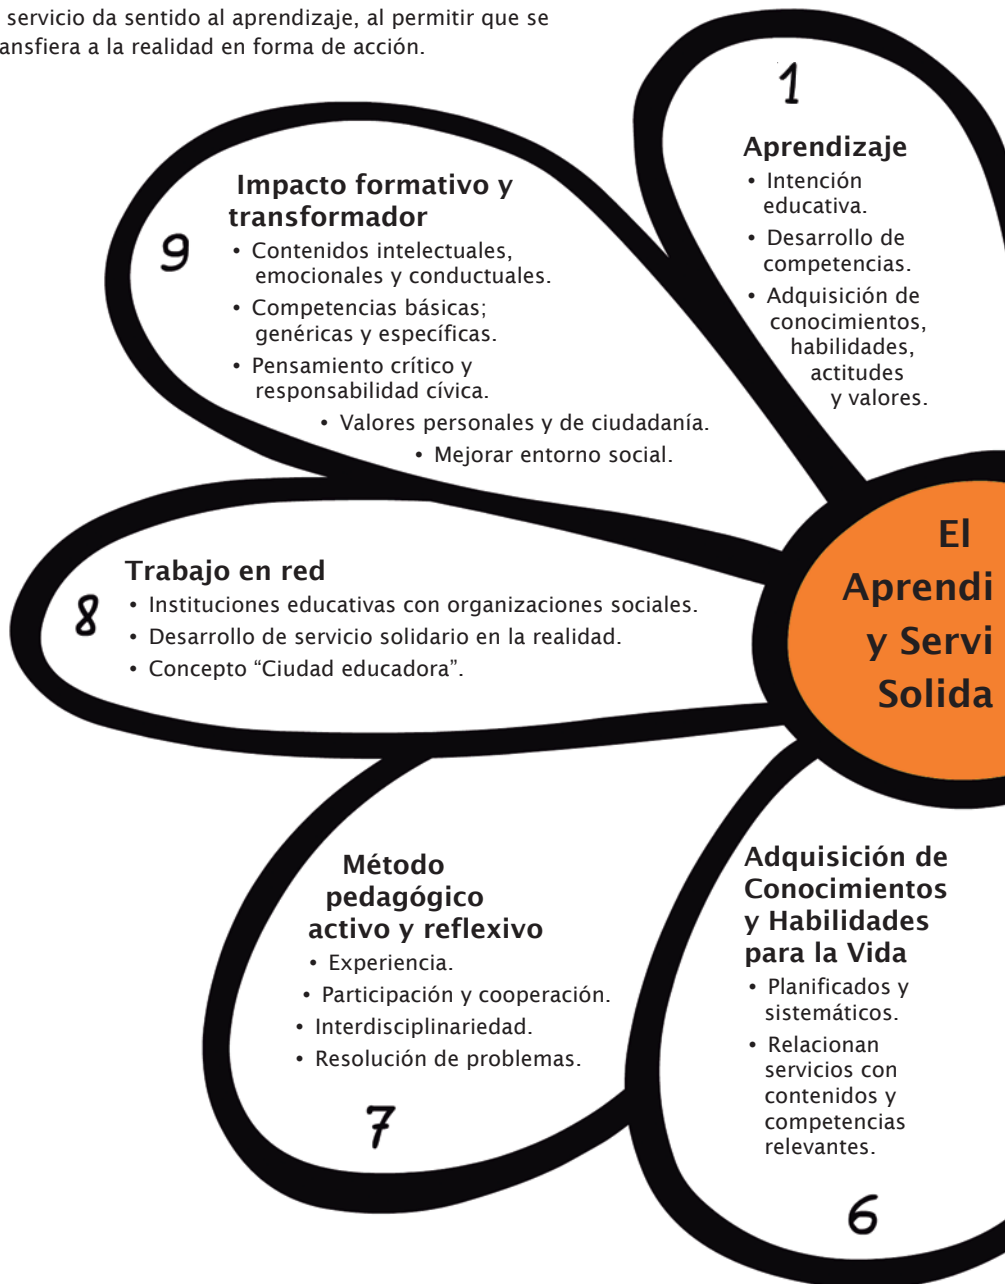 servicio da sentido al aprendizaje, al permitir que se
ansfiera a la realidad en forma de acción.
1
Aprendizaje
• Intención
educativa.
• Desarrollo de
competencias.
• Adquisición de
conocimientos,
habilidades,
actitudes
y valores.
9
Impacto formativo y
transformador
• Contenidos intelectuales,
emocionales y conductuales.
• Competencias básicas;
genéricas y específicas.
• Pensamiento crítico y
responsabilidad cívica.
• Valores personales y de ciudadanía.
• Mejorar entorno social.
El
Aprendi
y Servi
Solida
8
Trabajo en red
• Instituciones educativas con organizaciones sociales.
• Desarrollo de servicio solidario en la realidad.
• Concepto “Ciudad educadora”.
Método
pedagógico
activo y reflexivo
• Experiencia.
• Participación y cooperación.
• Interdisciplinariedad.
• Resolución de problemas.
7
Adquisición de
Conocimientos
y Habilidades
para la Vida
• Planificados y
sistemáticos.
• Relacionan
servicios con
contenidos y
competencias
relevantes.
6